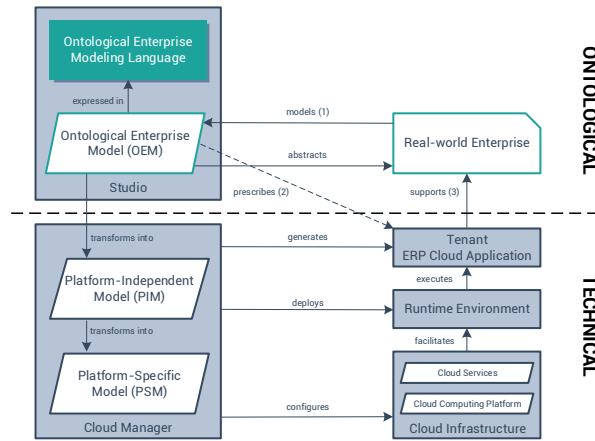 Ontological Enterprise
Modeling Language
expressed in
Ontological Enterprise
Model (OEM)
Studio
models (1)
abstracts
prescribes (2)
Real-world Enterprise
supports (3)
ONTOLOGICAL
transforms into
Platform-Independent
Model (PIM)
transforms into
Platform-Specific
Model (PSM)
Cloud Manager
generates
deploys
configures
Tenant
ERP Cloud Application
executes
Runtime Environment
facilitates
Cloud Services
Cloud Computing Platform
Cloud Infrastructure
TECHNICAL